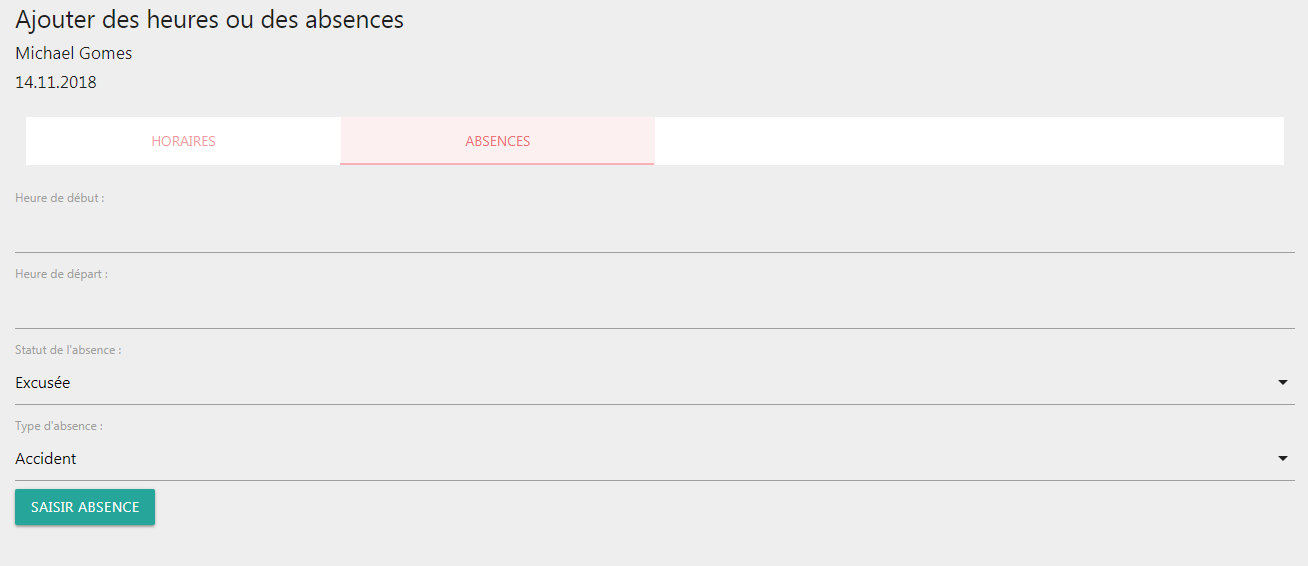 Ajouter des heures ou des absences
Michael Gomes
14.11.2018
HORAIRES ABSENCES
Heure de début :
Heure de départ :
Statut de l'absence :
Excusée
Type d'absence :
Accident
SAISIR ABSENCE